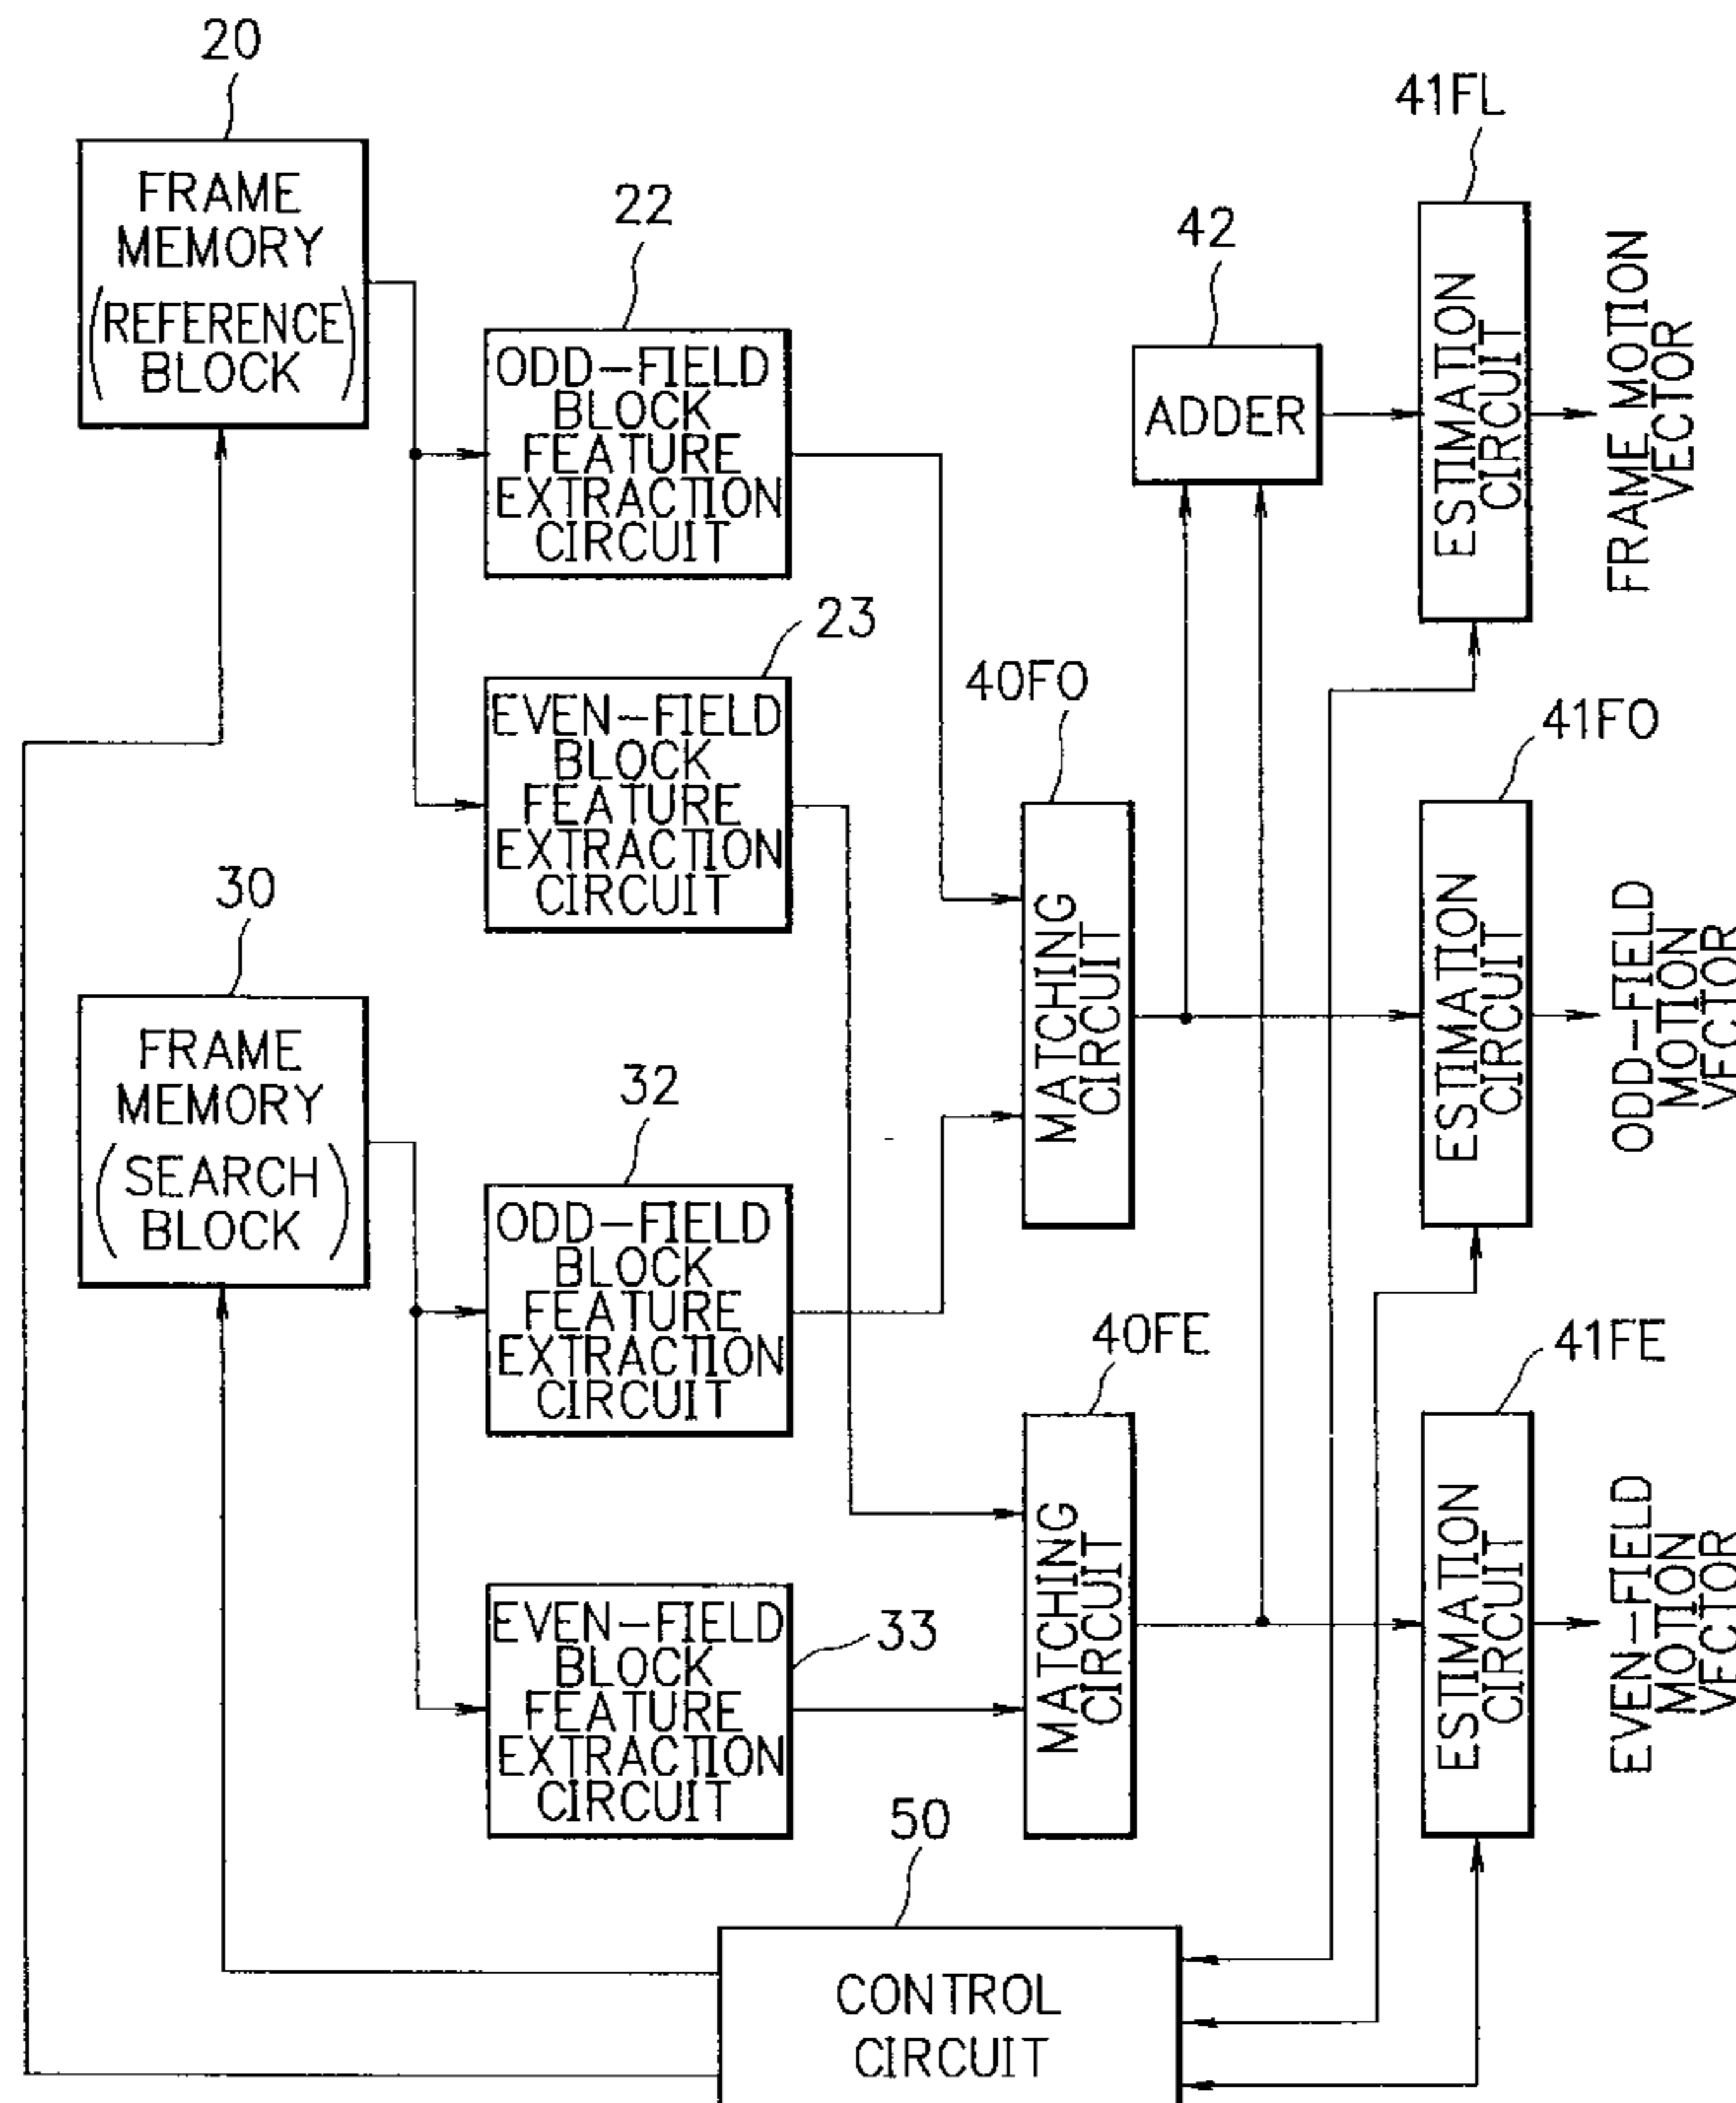 20
FRAME
MEMORY
(REFERENCE
BLOCK)
22
ODD-FIELD
BLOCK
FEATURE
EXTRACTION
CIRCUIT
23
EVEN-FIELD
BLOCK
FEATURE
EXTRACTION
CIRCUIT
30
FRAME
MEMORY
(SEARCH
BLOCK)
32
ODD-FIELD
BLOCK
FEATURE
EXTRACTION
CIRCUIT
33
EVEN-FIELD
BLOCK
FEATURE
EXTRACTION
CIRCUIT
40FO
MATCHING
CIRCUIT
40FE
MATCHING
CIRCUIT
42
ADDER
41FL
ESTIMATION
CIRCUIT
FRAME MOTION
VECTOR
41FO
ESTIMATION
CIRCUIT
ODD-FIELD
MOTION
VECTOR
41FE
ESTIMATION
CIRCUIT
EVEN-FIELD
MOTION
VECTOR
50
CONTROL
CIRCUIT